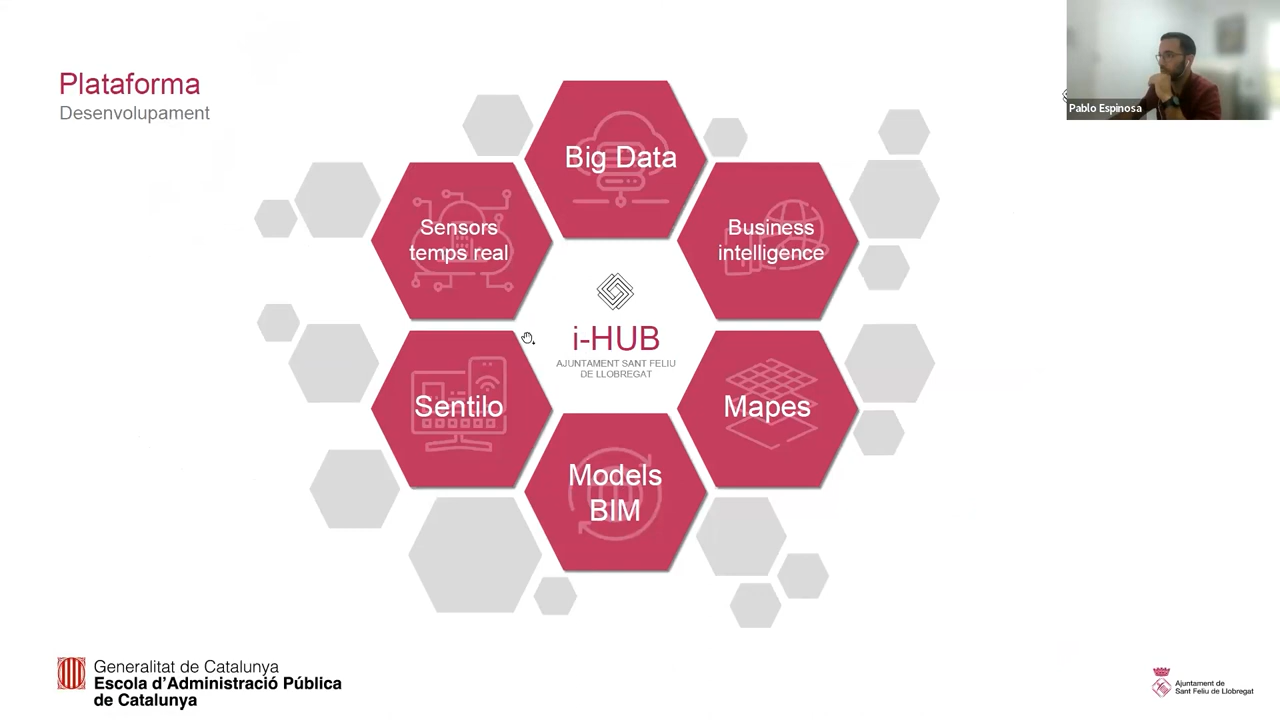 Plataforma
Desenvolupament
Pablo Espinosa
Big Data
Sensors
temps real
Business
intelligence
i-HUB
AJUNTAMENT SANT FELIU
DE LLOBREGAT
Sentilo
Mapes
Models
BIM
Generalitat de Catalunya
Escola d'Administració Pública
de Catalunya
Ajuntament de
Sant Feliu de Llobregat